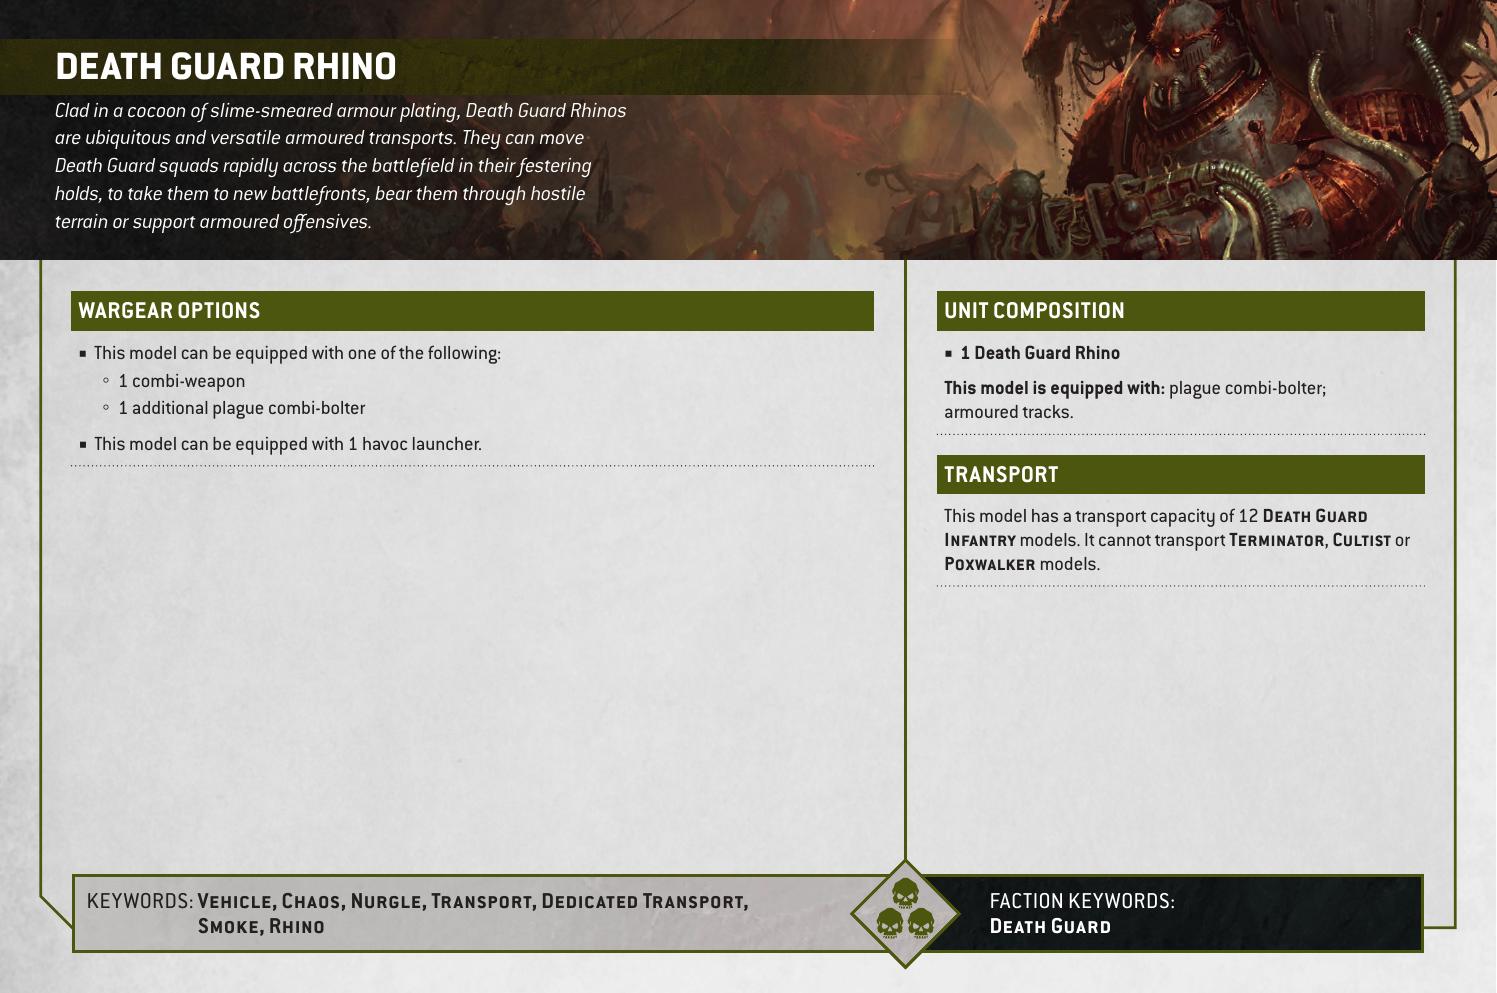 DEATH GUARD RHINO
Clad in a cocoon of slime-smeared armour plating, Death Guard Rhinos
are ubiquitous and versatile armoured transports. They can move
Death Guard squads rapidly across the battlefield in their festering
holds, to take them to new battlefronts, bear them through hostile
terrain or support armoured offensives.
WARGEAR OPTIONS
■ This model can be equipped with one of the following:
◦ 1 combi-weapon
◦ 1 additional plague combi-bolter
■ This model can be equipped with 1 havoc launcher.
UNIT COMPOSITION
■ 1 Death Guard Rhino
This model is equipped with: plague combi-bolter;
armoured tracks.
TRANSPORT
This model has a transport capacity of 12 DEATH GUARD
INFANTRY models. It cannot transport TERMINATOR, CULTIST or
POXWALKER models.
KEYWORDS: VEHICLE, CHAOS, NURGLE, TRANSPORT, DEDICATED TRANSPORT,
SMOKE, RHINO
FACTION KEYWORDS:
DEATH GUARD